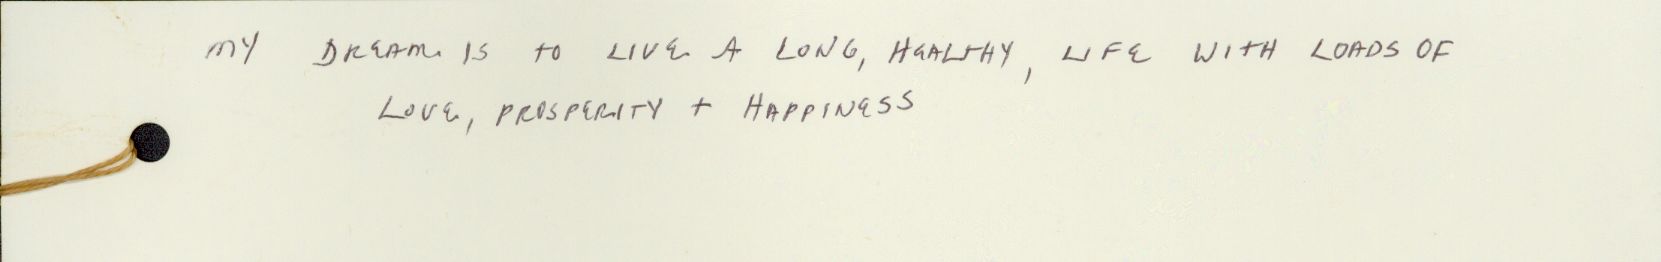 MY DREAM IS TO LIVE A LONG, HEALTHY, LIFE WITH LOADS OF
LOVE, PROSPERITY + HAPPINESS